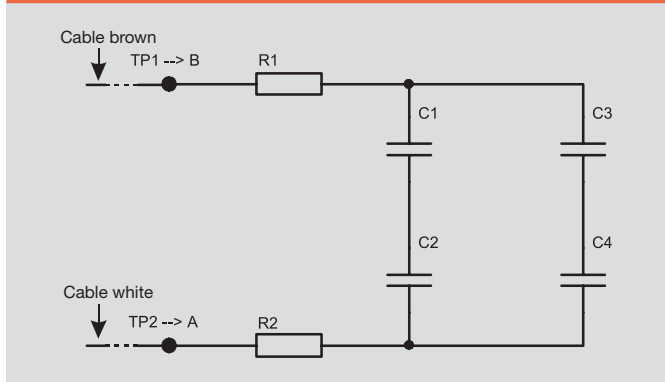 Cable brown
TP1 --> B
R1
C1
C3
C2
C4
Cable white
TP2 --> A
R2